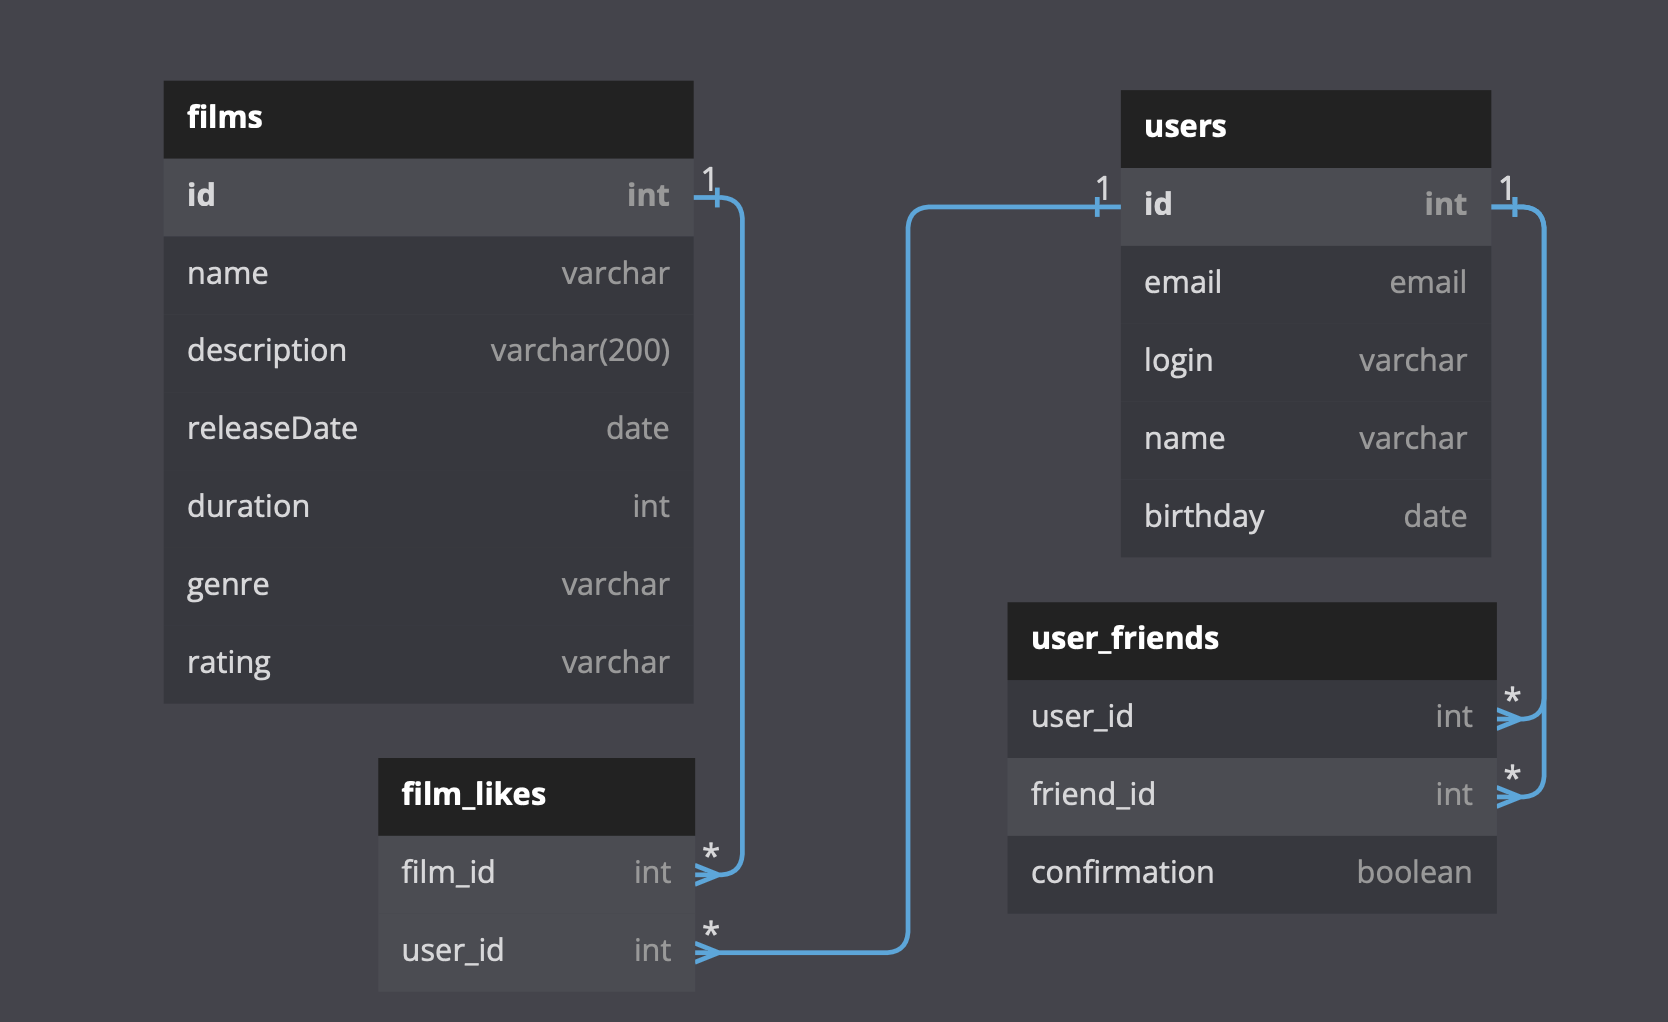 films
id int
name varchar
description varchar(200)
releaseDate date
duration int
genre varchar
rating varchar
film_likes
film_id int
user_id int
users
id int
email email
login varchar
name varchar
birthday date
user_friends
user_id int
friend_id int
confirmation boolean
1
1
1
*
*
*
*